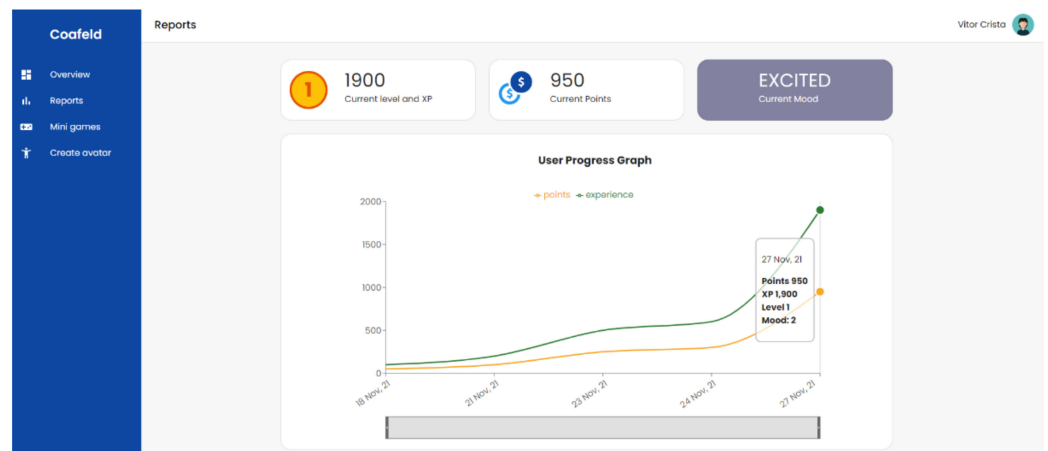 Coafeld
Overview
Reports
Mini games
Create avatar
Reports
Vitor Crista
1
1900
Current level and XP
$
$
950
Current Points
EXCITED
Current Mood
User Progress Graph
points experience
2000
1500
1000
500
0
18 Nov, 21
21 Nov, 21
23 Nov, 21
24 Nov, 21
27 Nov, 21
27 Nov, 21
Points 950
XP 1,900
Level 1
Mood: 2